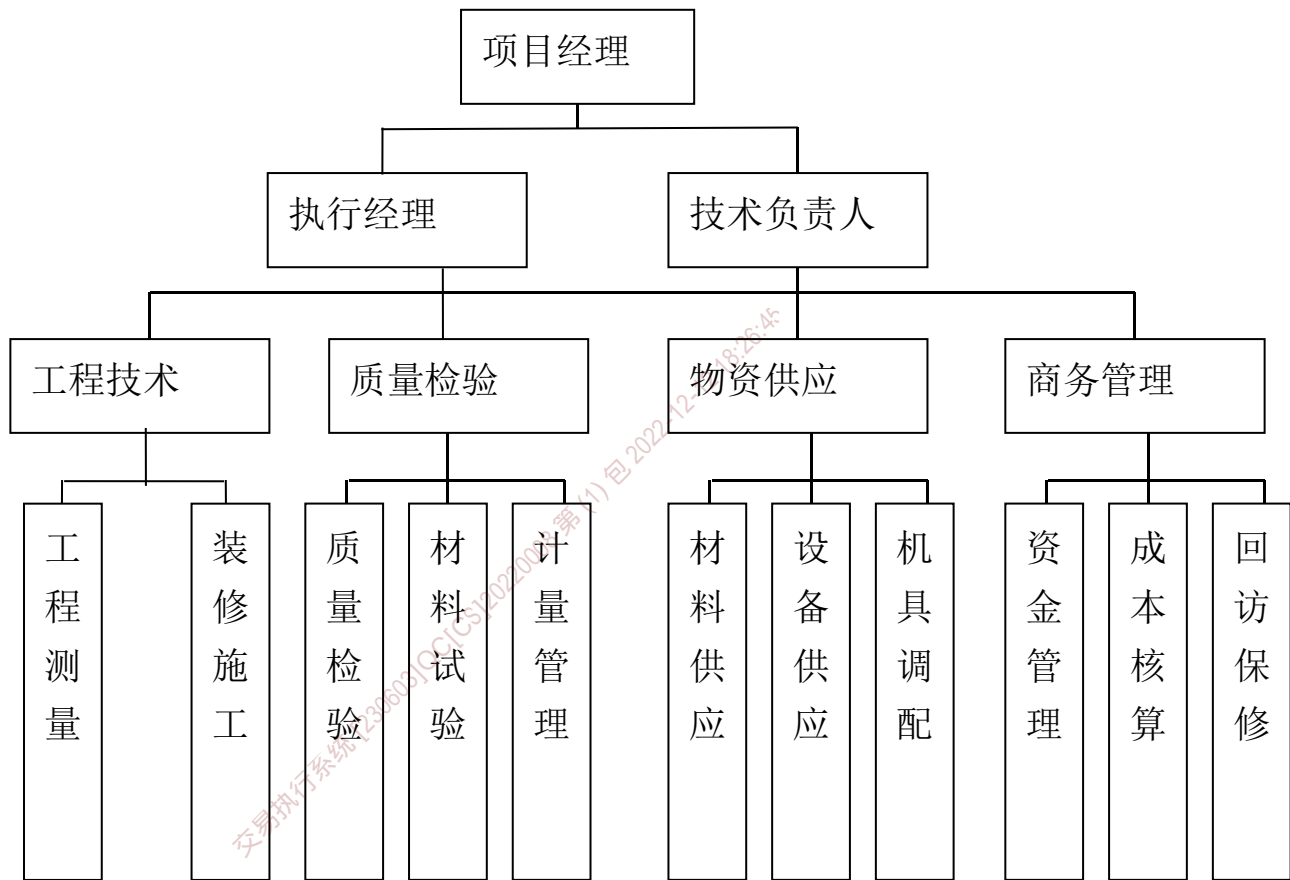 项目经理
执行经理
技术负责人
工程技术
质量检验
物资供应
商务管理
工程测量
装修施工
质量检验
材料试验
计量管理
材料供应
设备供应
机具调配
资金管理
成本核算
回访保修